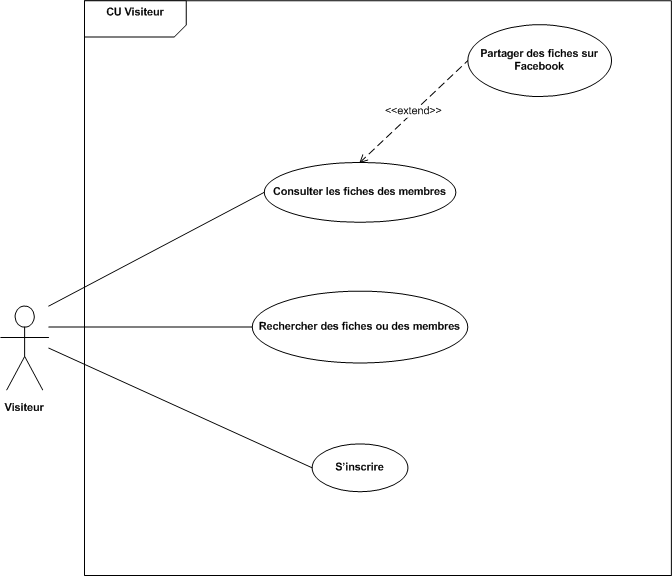 CU Visiteur
Partager des fiches sur
Facebook
<<extend>>
Consulter les fiches des membres
Rechercher des fiches ou des membres
Visiteur
S'inscrire